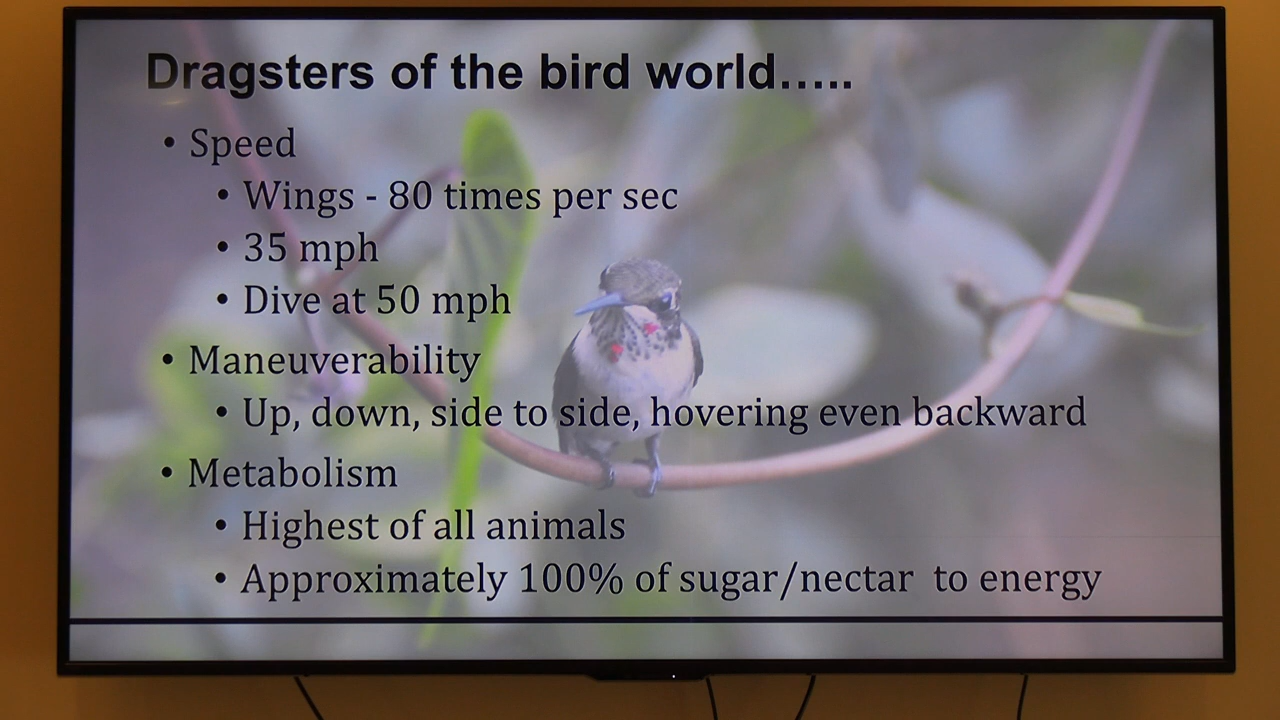 Dragsters of the bird world…..
• Speed
• Wings - 80 times per sec
• 35 mph
• Dive at 50 mph
• Maneuverability
• Up, down, side to side, hovering even backward
• Metabolism
• Highest of all animals
• Approximately 100% of sugar/nectar  to energy